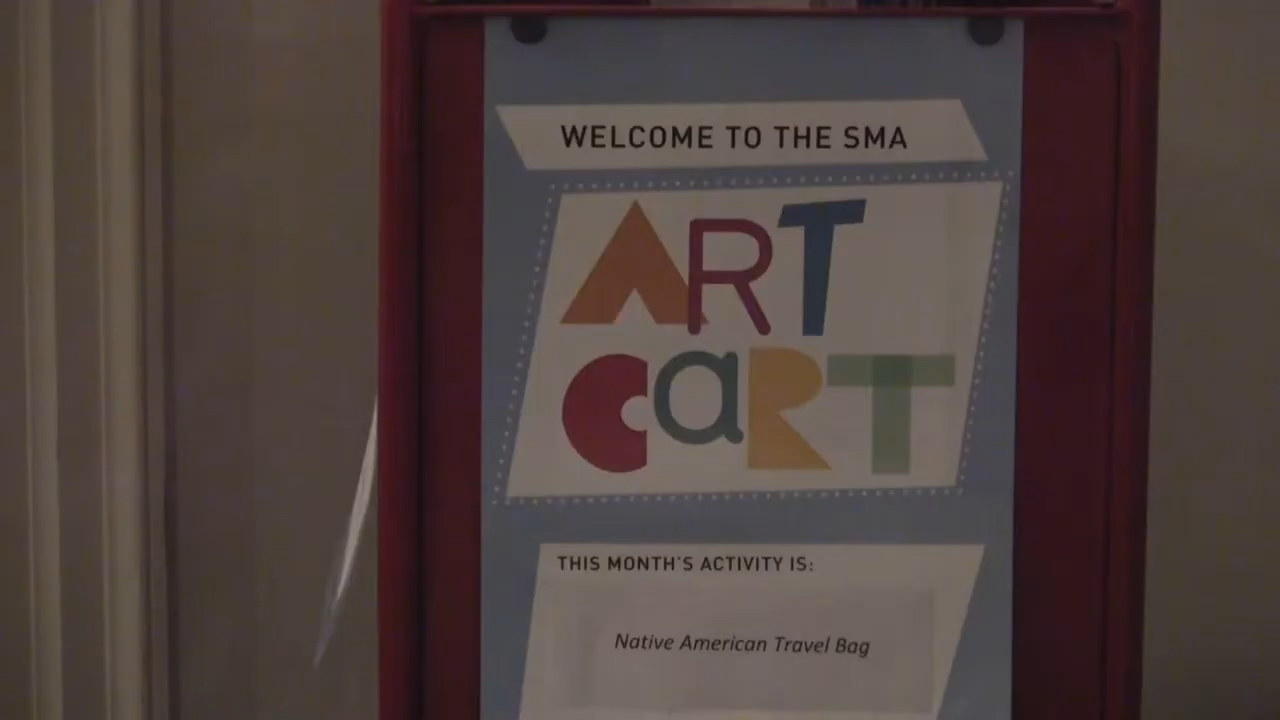 WELCOME TO THE SMA
ART
CaRT
THIS MONTH'S ACTIVITY IS:
Native American Travel Bag